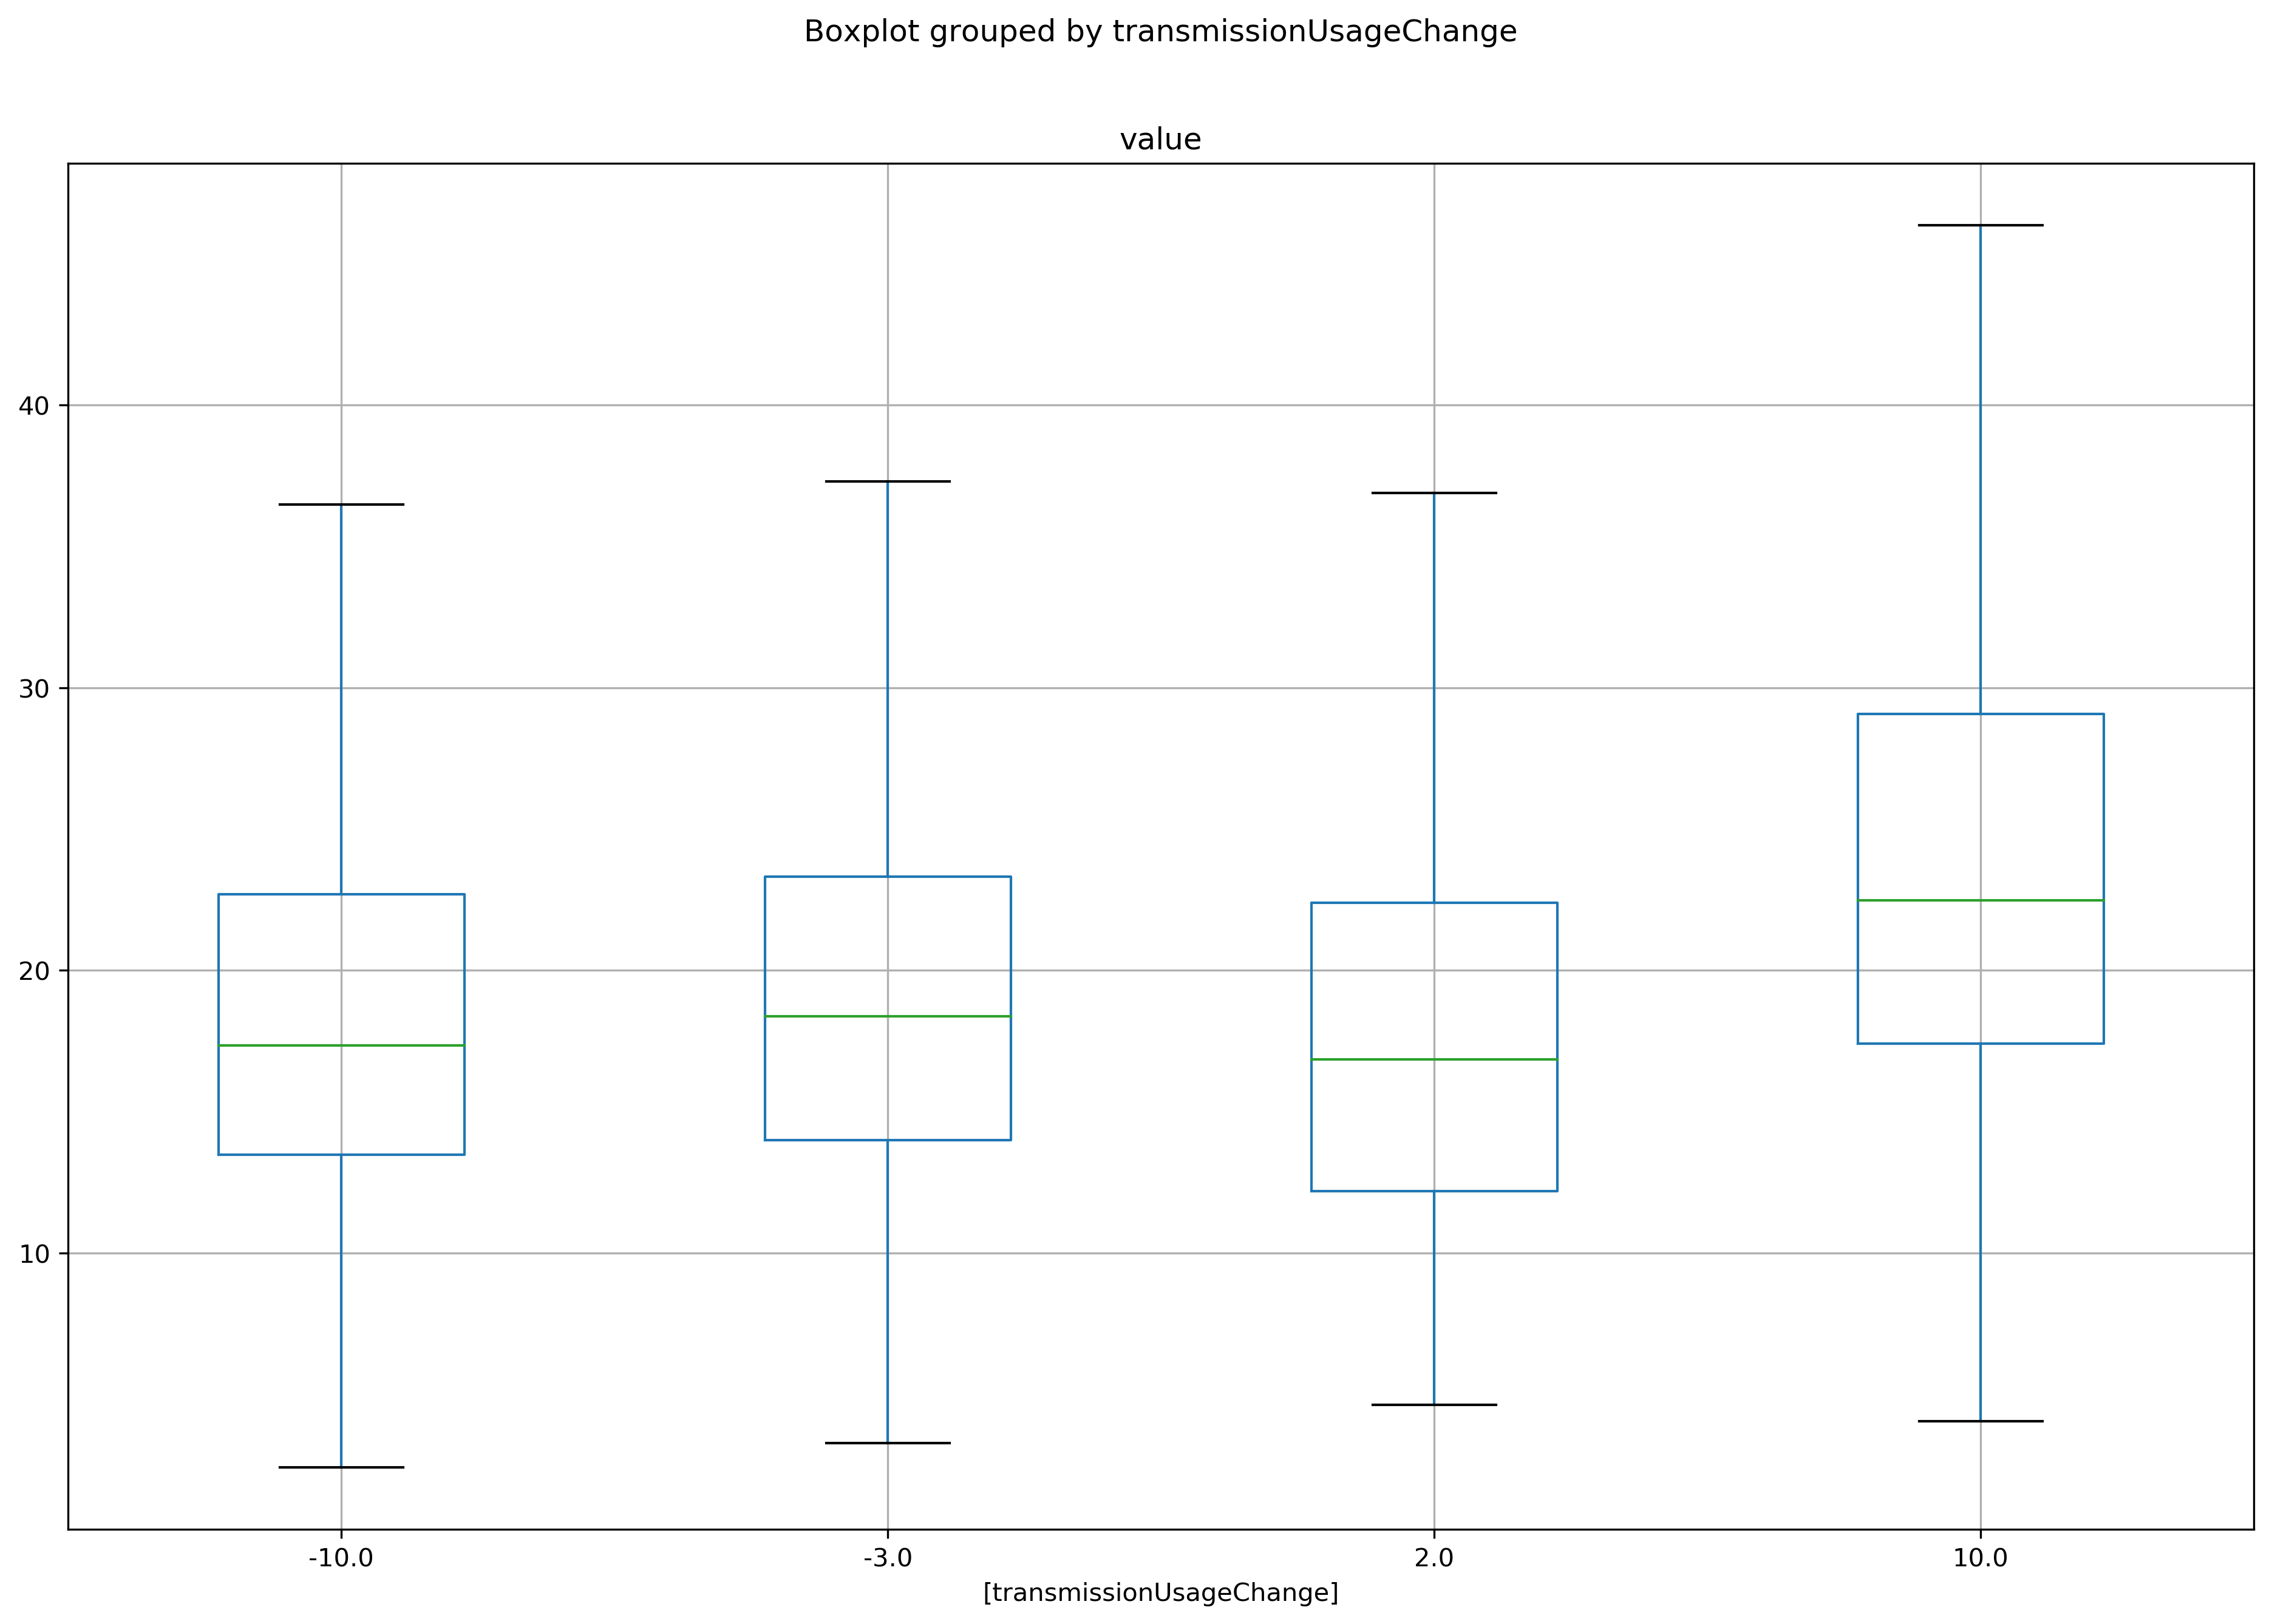 Boxplot grouped by transmissionUsageChange
value
40
30
20
10
-10.0 -3.0 2.0 10.0
[transmissionUsageChange]